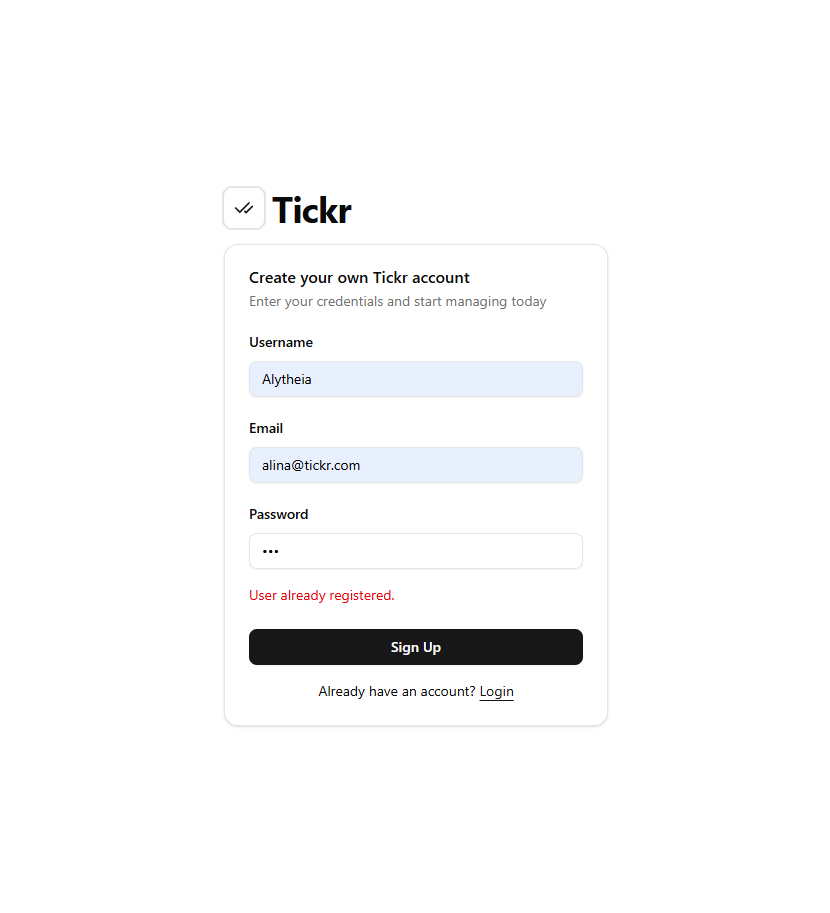 Tickr
Create your own Tickr account
Enter your credentials and start managing today
Username
Alytheia
Email
alina@tickr.com
Password
•••
User already registered.
Sign Up
Already have an account? Login